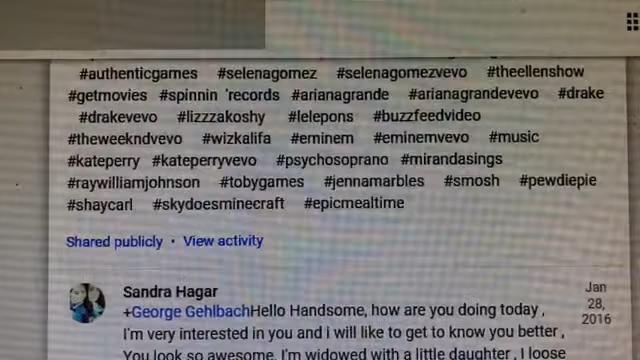 #authenticgames #selenagomez #selenagomezvevo #theellenshow
#getmovies #spinnin 'records #arianagrande #arianagrandevevo #drake
#drakevevo #lizzzakoshy #lelepons #buzzfeedvideo
#theweekndvevo #wizkalifa #eminem #eminemvevo #music
#kateperry #kateperryvevo #psychosoprano #mirandasings
#raywilliamjohnson #tobygames #jennamarbles #smosh #pewdiepie
#shaycarl #skydoesminecraft #epicmealtime
Shared publicly • View activity
Sandra Hagar
Jan 28, 2016
+George GehlbachHello Handsome, how are you doing today ,
I'm very interested in you and i will like to get to know you better ,
You look so awesome, I'm widowed with a little daughter , I loose